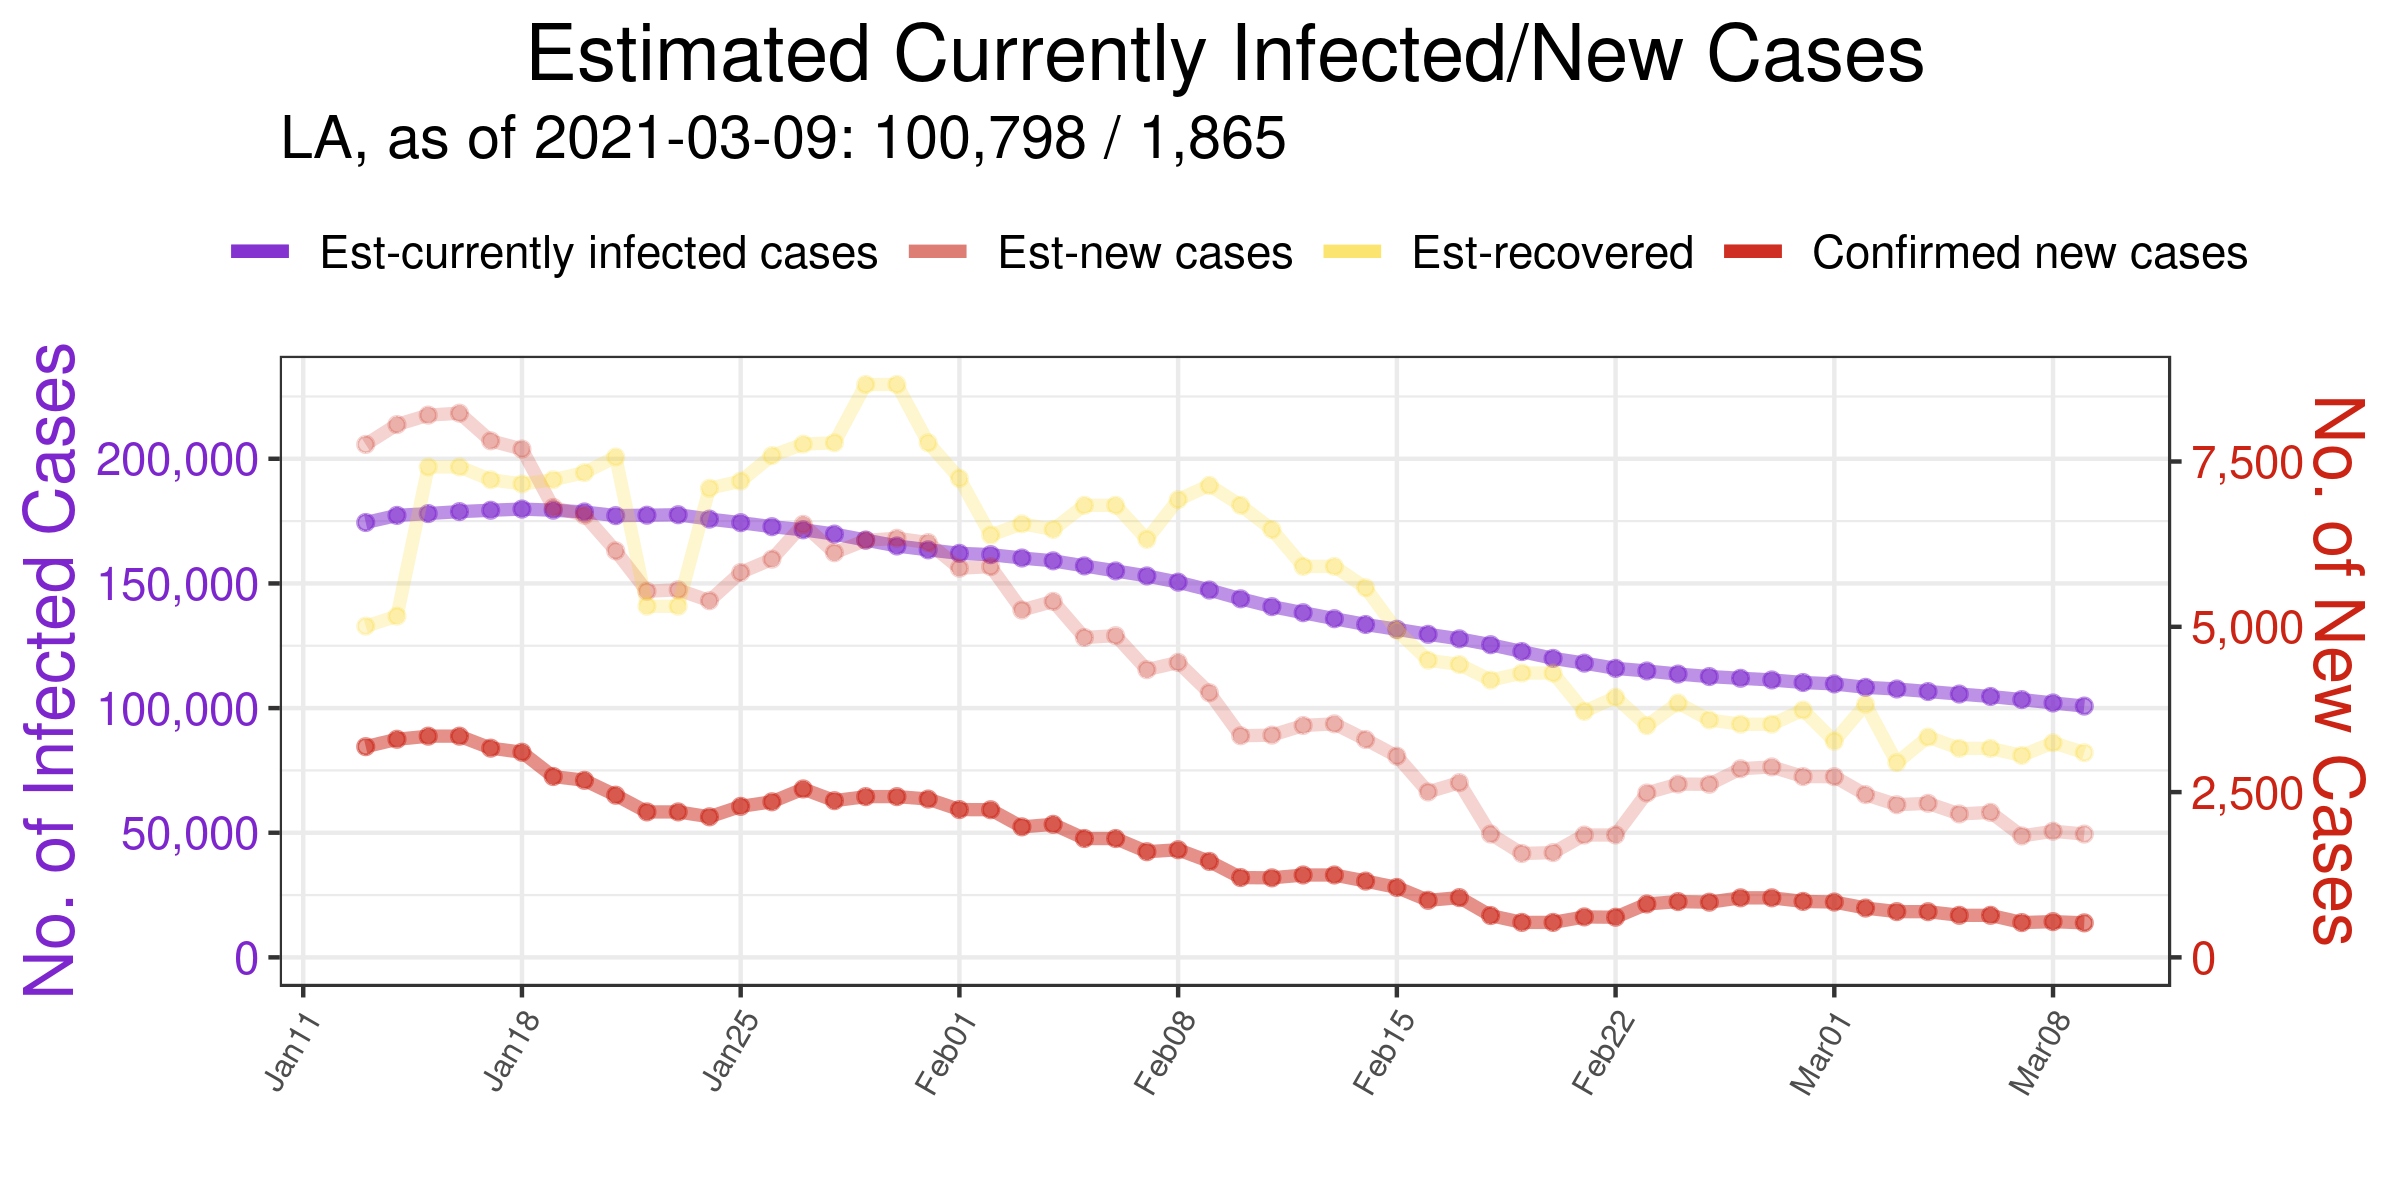 Estimated Currently Infected/New Cases
LA, as of 2021-03-09: 100,798 / 1,865
Est-currently infected cases Est-new cases Est-recovered Confirmed new cases
No. of Infected Cases
200,000
150,000
100,000
50,000
0
No. of New Cases
7,500
5,000
2,500
0
Jan11 Jan18 Jan25 Feb01 Feb08 Feb15 Feb22 Mar01 Mar08